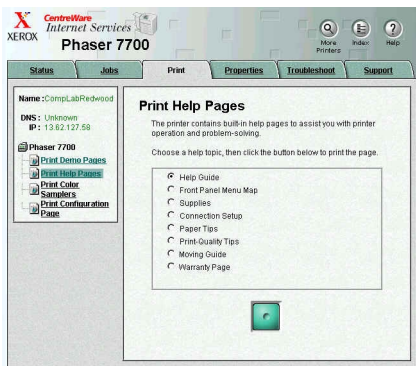 XEROX
CentreWare
Internet Services
Phaser 7700
More Printers
Index
Help
Status
Jobs
Print
Properties
Troubleshoot
Support
Name :CompLabRedwood
DNS : Unknown
IP : 13.62.127.58
Phaser 7700
Print Demo Pages
Print Help Pages
Print Color
Samplers
Print Configuration
Page
Print Help Pages
The printer contains built-in help pages to assist you with printer
operation and problem-solving.
Choose a help topic, then click the button below to print the page.
Help Guide
Front Panel Menu Map
Supplies
Connection Setup
Paper Tips
Print-Quality Tips
Moving Guide
Warranty Page